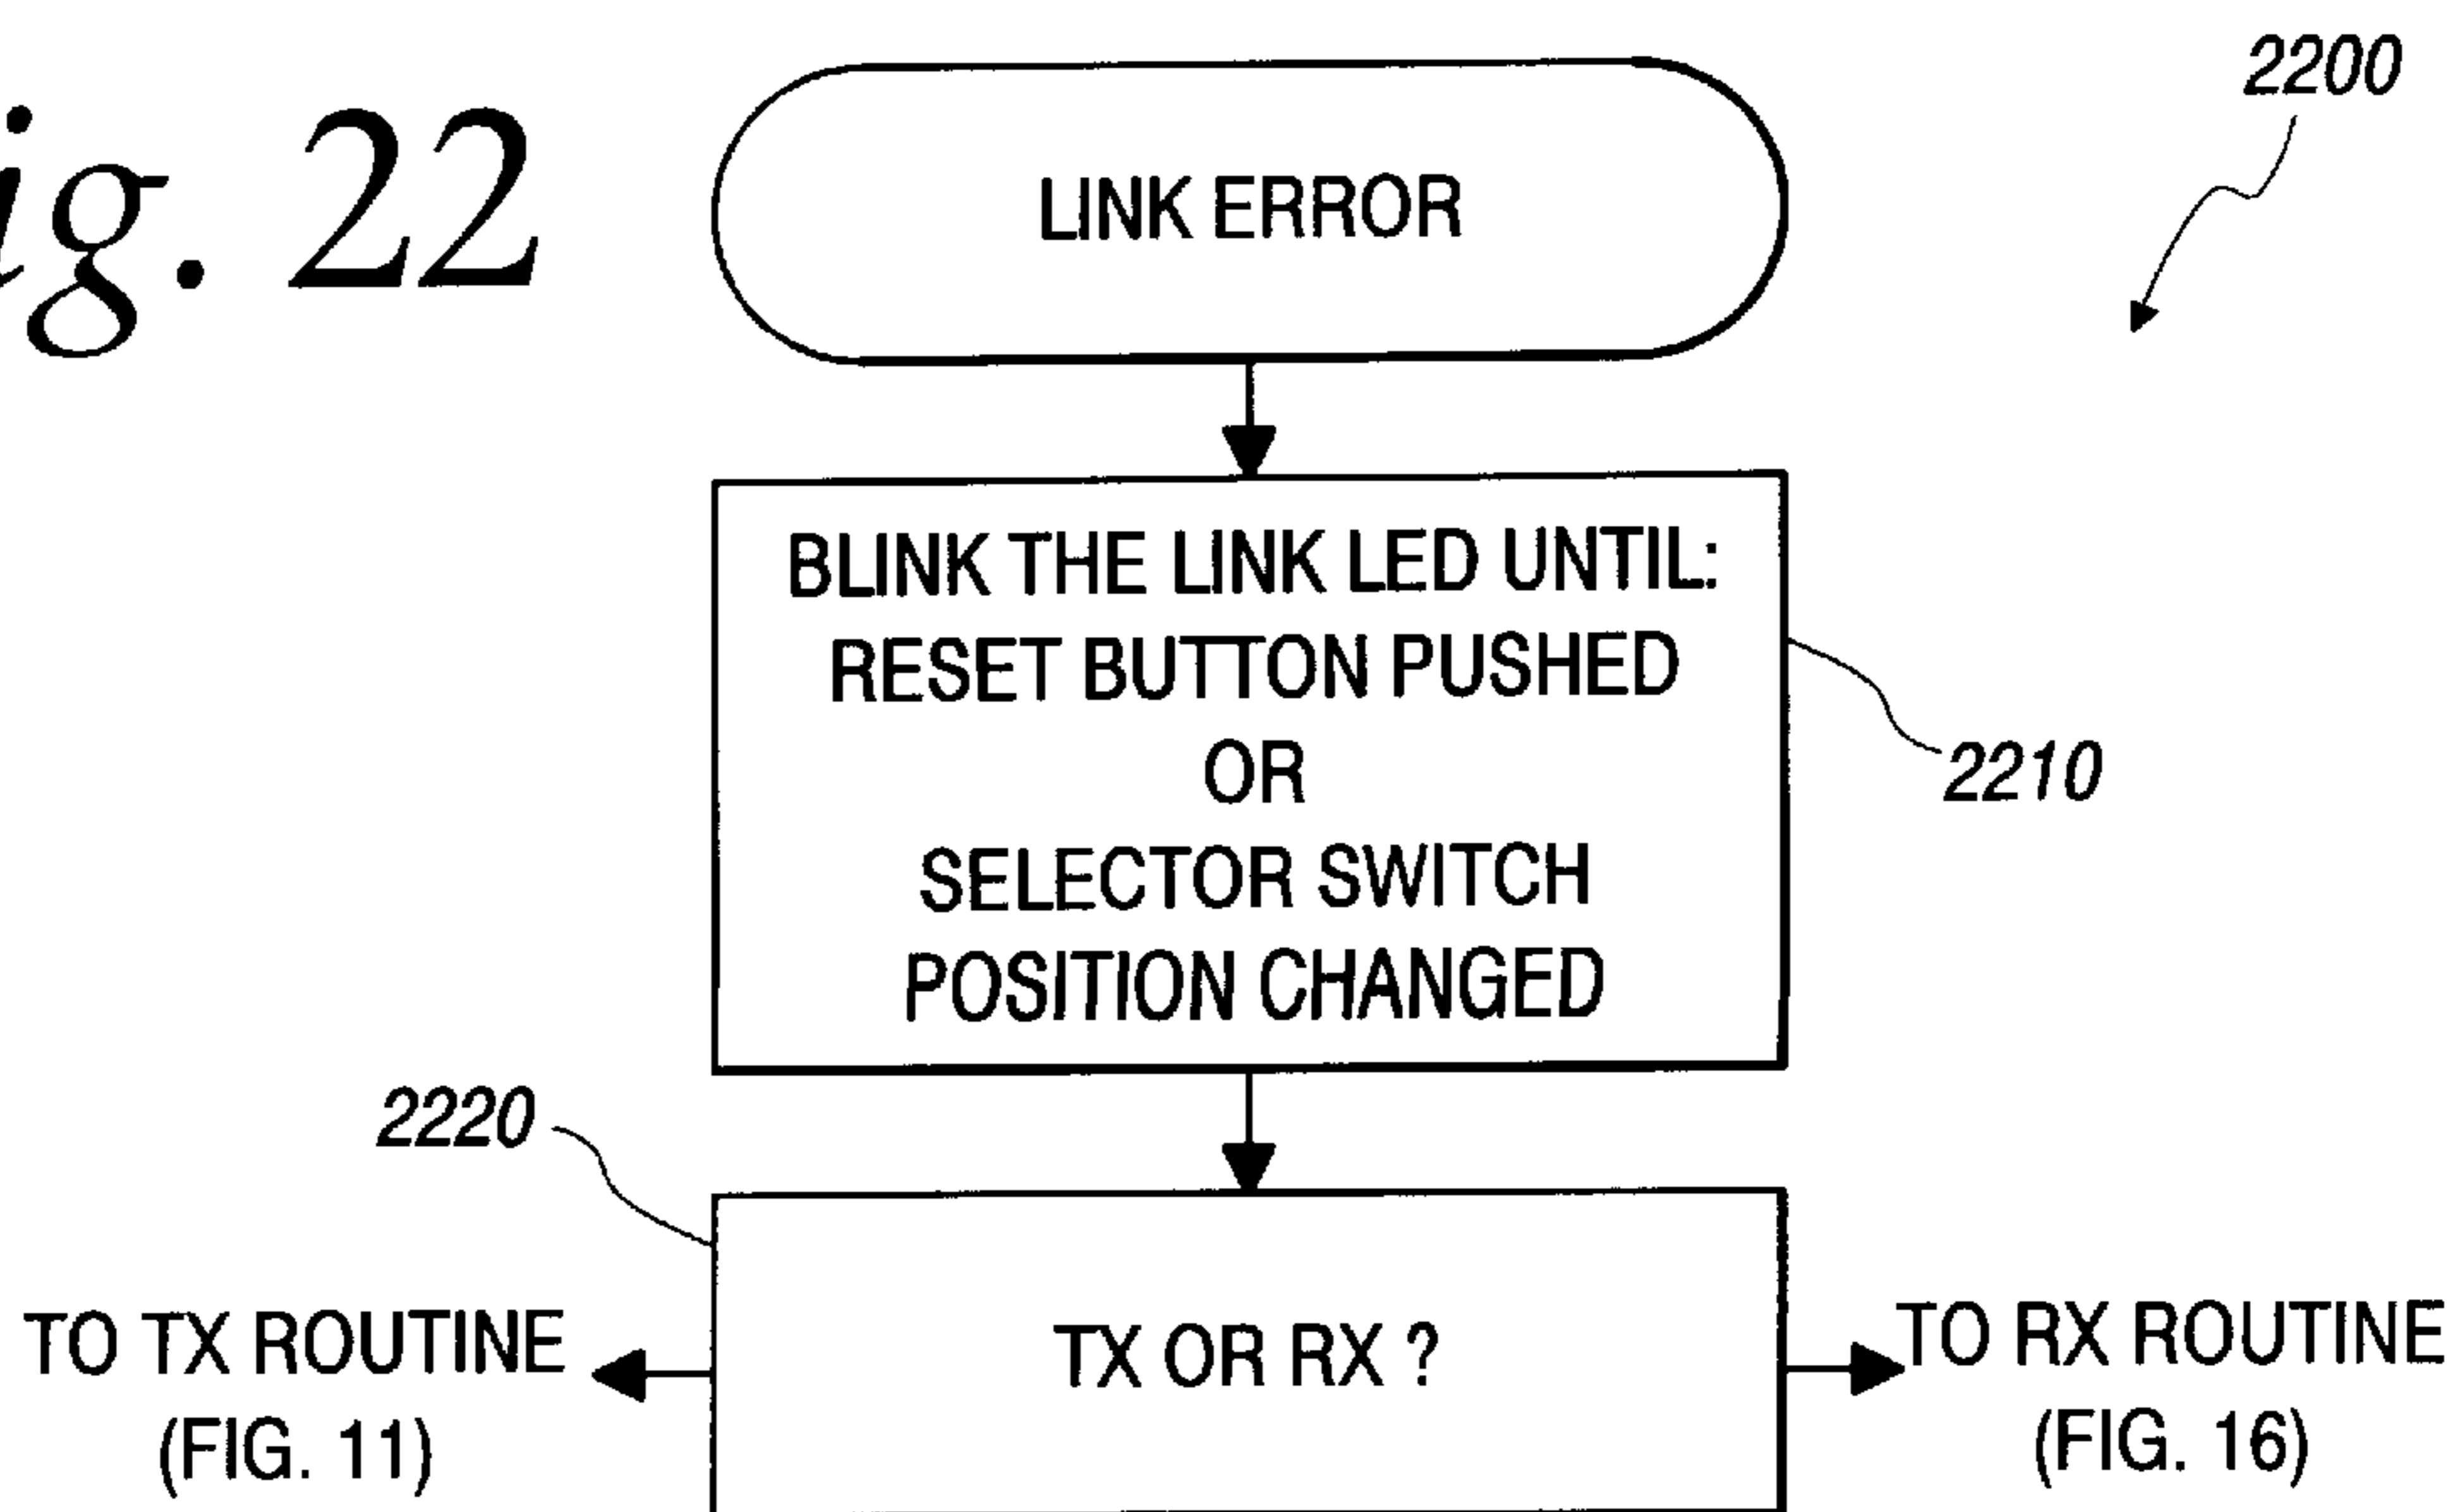 ig. 22
2200
LINK ERROR
BLINK THE LINK LED UNTIL:
RESET BUTTON PUSHED
OR
SELECTOR SWITCH
POSITION CHANGED
2210
2220
TX OR RX ?
TO TX ROUTINE
(FIG. 11)
TO RX ROUTINE
(FIG. 16)